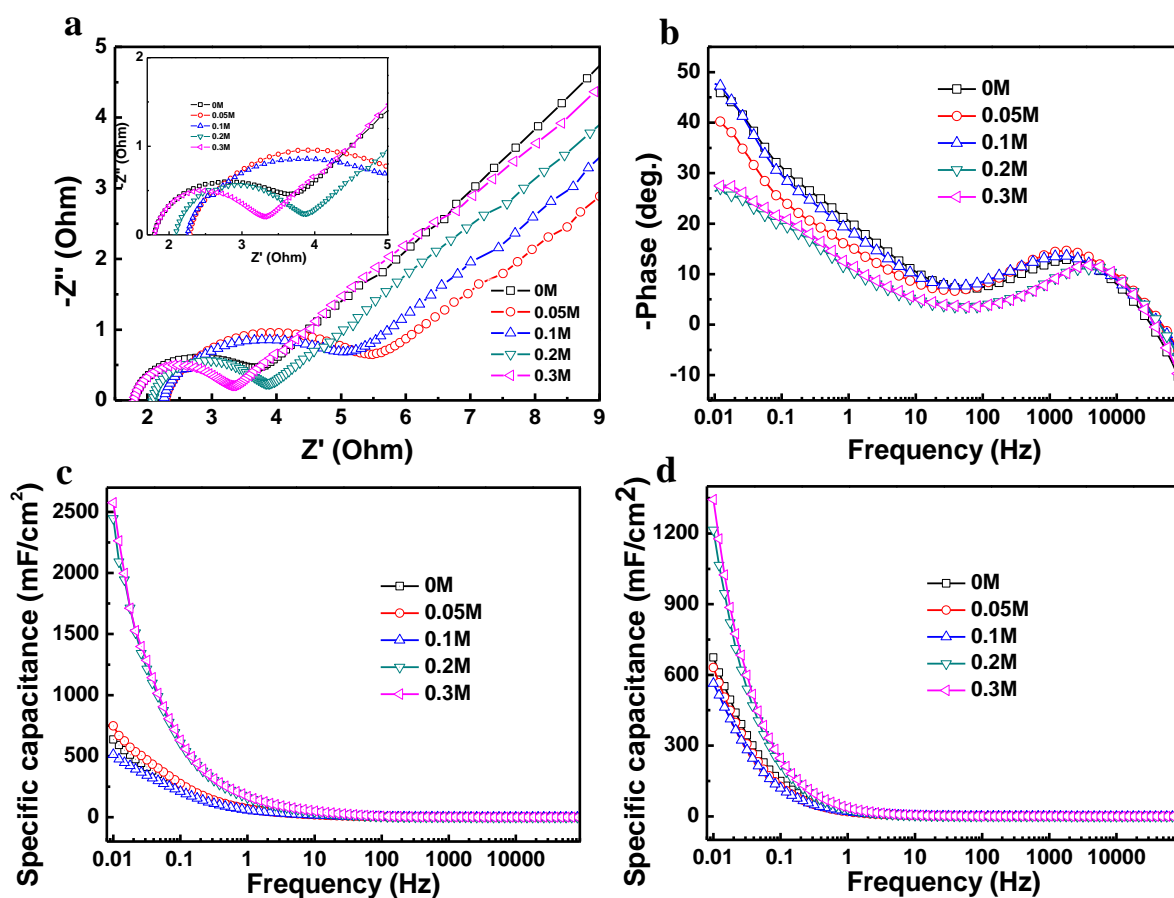 a
-Z'' (Ohm)
5
4
3
2
1
0
2 3 4 5 6 7 8 9
Z' (Ohm)
0M
0.05M
0.1M
0.2M
0.3M
-Z'' (Ohm)
2
1
0
2 3 4 5
Z' (Ohm)
0M
0.05M
0.1M
0.2M
0.3M
b
-Phase (deg.)
50
40
30
20
10
0
-10
0.01 0.1 1 10 100 1000 10000
Frequency (Hz)
0M
0.05M
0.1M
0.2M
0.3M
c
Specific capacitance (mF/cm²)
2500
2000
1500
1000
500
0
0.01 0.1 1 10 100 1000 10000
Frequency (Hz)
0M
0.05M
0.1M
0.2M
0.3M
d
Specific capacitance (mF/cm²)
1200
900
600
300
0
0.01 0.1 1 10 100 1000 10000
Frequency (Hz)
0M
0.05M
0.1M
0.2M
0.3M